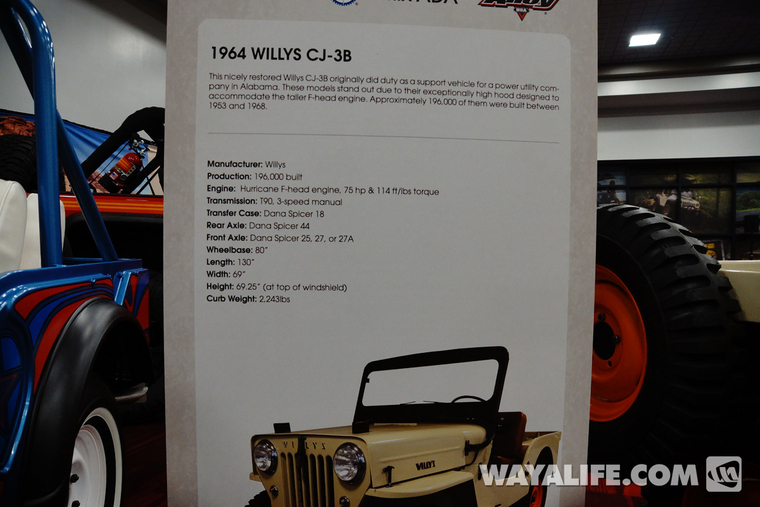 1964 WILLYS CJ-3B
This nicely restored Willys CJ-3B originally did duty as a support vehicle for a power utility com-
pany in Alabama. These models stand out due to their exceptionally high hood designed to
accommodate the taller F-head engine. Approximately 196,000 of them were built between
1953 and 1968.
Manufacturer: Willys
Production: 196,000 built
Engine: Hurricane F-head engine, 75 hp & 114 ft/lbs torque
Transmission: T90, 3-speed manual
Transfer Case: Dana Spicer 18
Rear Axle: Dana Spicer 44
Front Axle: Dana Spicer 25, 27, or 27A
Wheelbase: 80"
Length: 130"
Width: 69"
Height: 69.25" (at top of windshield)
Curb Weight: 2,243lbs
WILLYS
WILLYS
WAYALIFE.COM